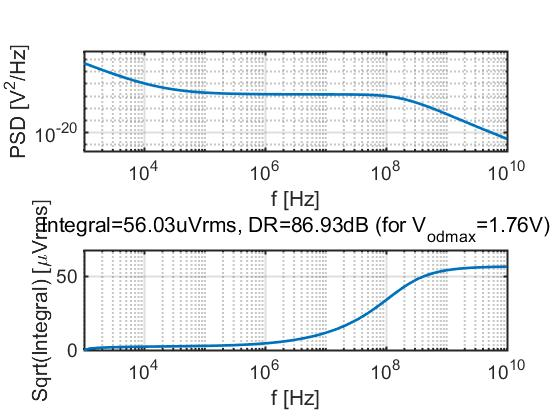 PSD [V²/Hz]
10⁻²⁰
10⁴ 10⁶ 10⁸ 10¹⁰
f [Hz]
Integral=56.03uVrms, DR=86.93dB (for Vodmax=1.76V)
Sqrt(Integral) [μVrms]
50
0
10⁴ 10⁶ 10⁸ 10¹⁰
f [Hz]